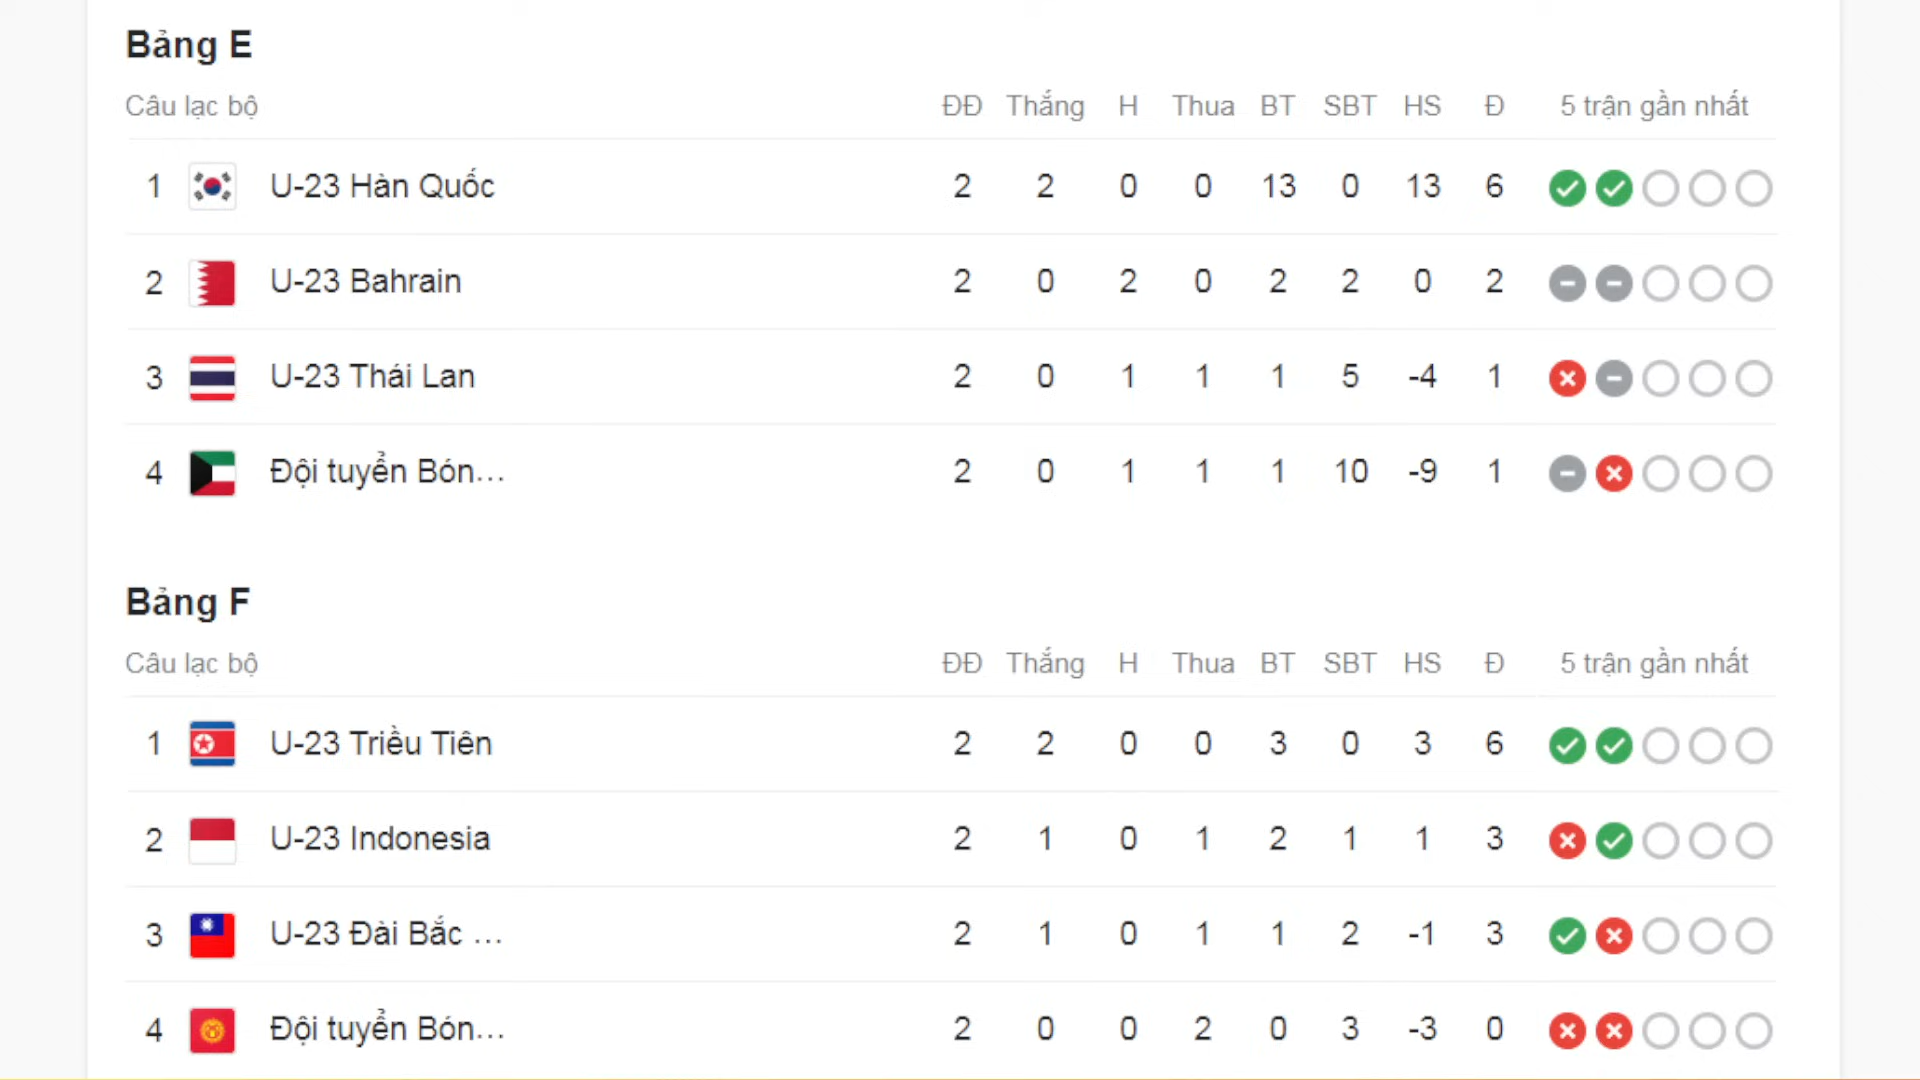 Bảng E
Câu lạc bộ ĐĐ Thắng H Thua BT SBT HS Đ 5 trận gần nhất
1 U-23 Hàn Quốc 2 2 0 0 13 0 13 6
2 U-23 Bahrain 2 0 2 0 2 2 0 2
3 U-23 Thái Lan 2 0 1 1 1 5 -4 1
4 Đội tuyển Bón... 2 0 1 1 1 10 -9 1
Bảng F
Câu lạc bộ ĐĐ Thắng H Thua BT SBT HS Đ 5 trận gần nhất
1 U-23 Triều Tiên 2 2 0 0 3 0 3 6
2 U-23 Indonesia 2 1 0 1 2 1 1 3
3 U-23 Đài Bắc ... 2 1 0 1 1 2 -1 3
4 Đội tuyển Bón... 2 0 0 2 0 3 -3 0